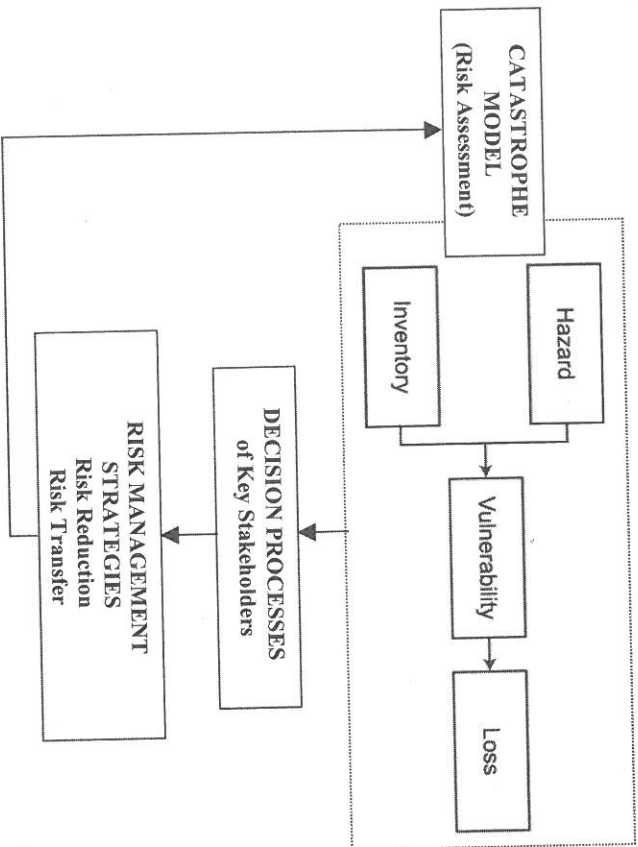 CATASTROPHE
MODEL
(Risk Assessment)
Hazard
Inventory
Vulnerability
Loss
DECISION PROCESSES
of Key Stakeholders
RISK MANAGEMENT
STRATEGIES
Risk Reduction
Risk Transfer